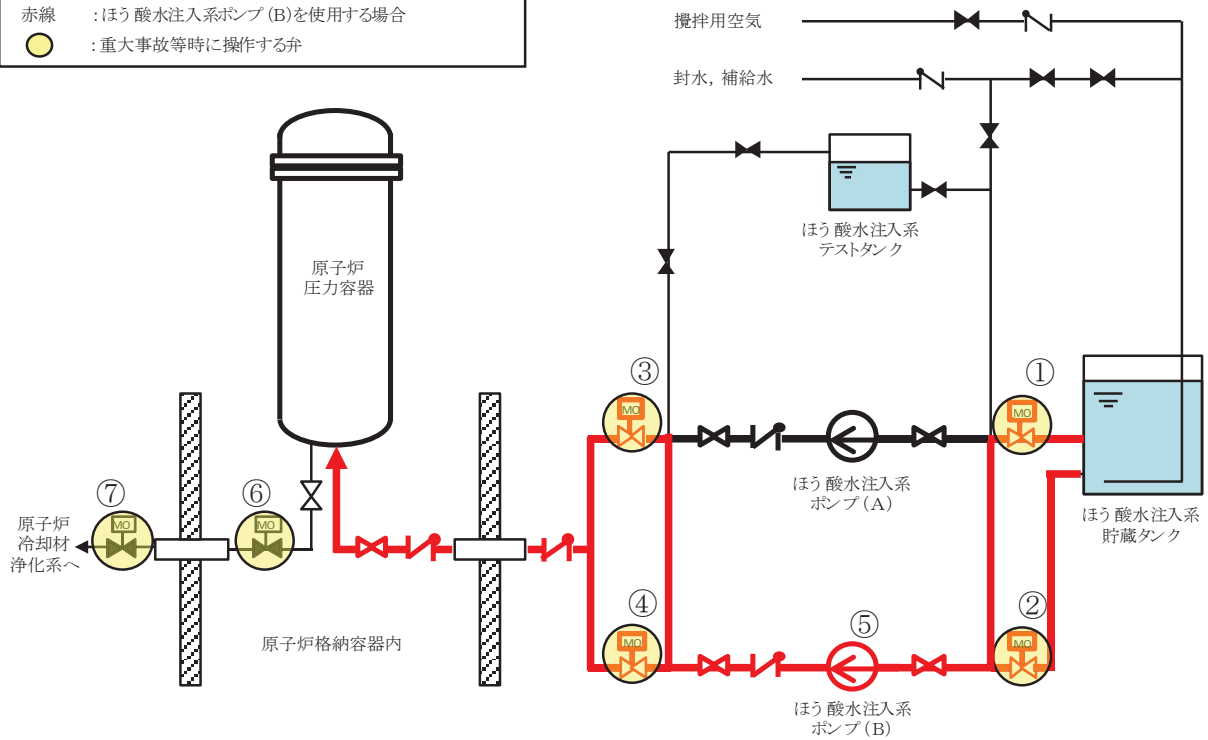 赤線　：ほう酸水注入系ポンプ(B)を使用する場合
：重大事故等時に操作する弁
攪拌用空気
封水，補給水
ほう酸水注入系
テストタンク
原子炉
圧力容器
③
MO
①
MO
ほう酸水注入系
ポンプ(A)
ほう酸水注入系
貯蔵タンク
⑦
MO
⑥
MO
原子炉
冷却材
浄化系へ
原子炉格納容器内
④
MO
⑤
②
MO
ほう酸水注入系
ポンプ(B)